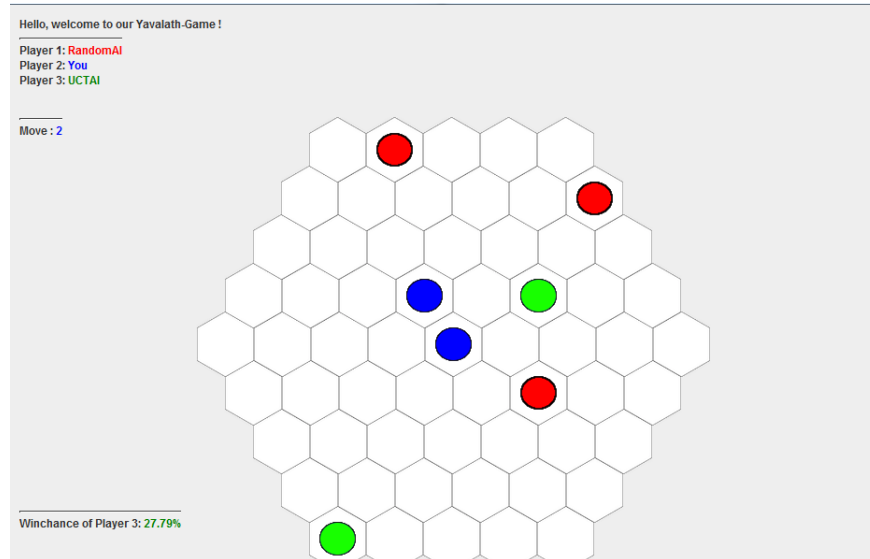 Hello, welcome to our Yavalath-Game !
Player 1: RandomAI
Player 2: You
Player 3: UCTAI
Move : 2
Winchance of Player 3: 27.79%